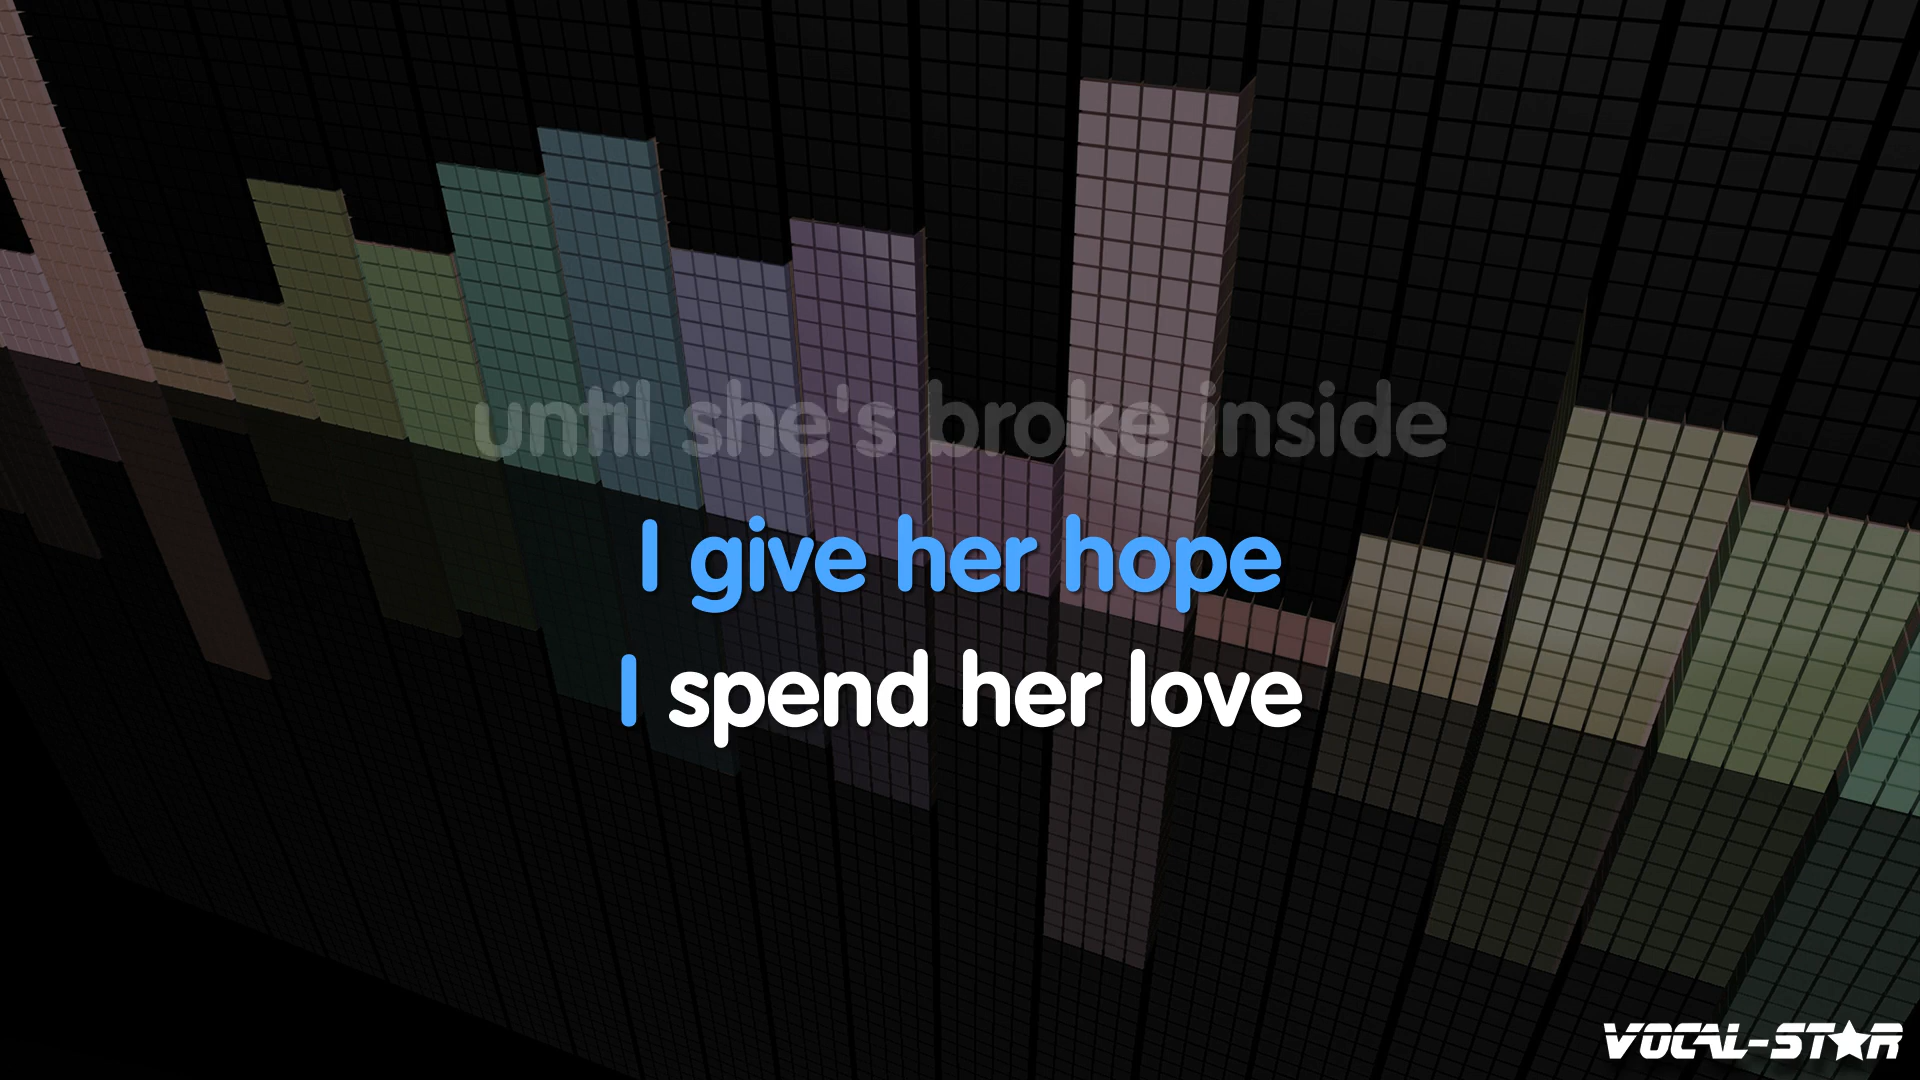 until she's broke inside
I give her hope
I spend her love
VOCAL-STAR